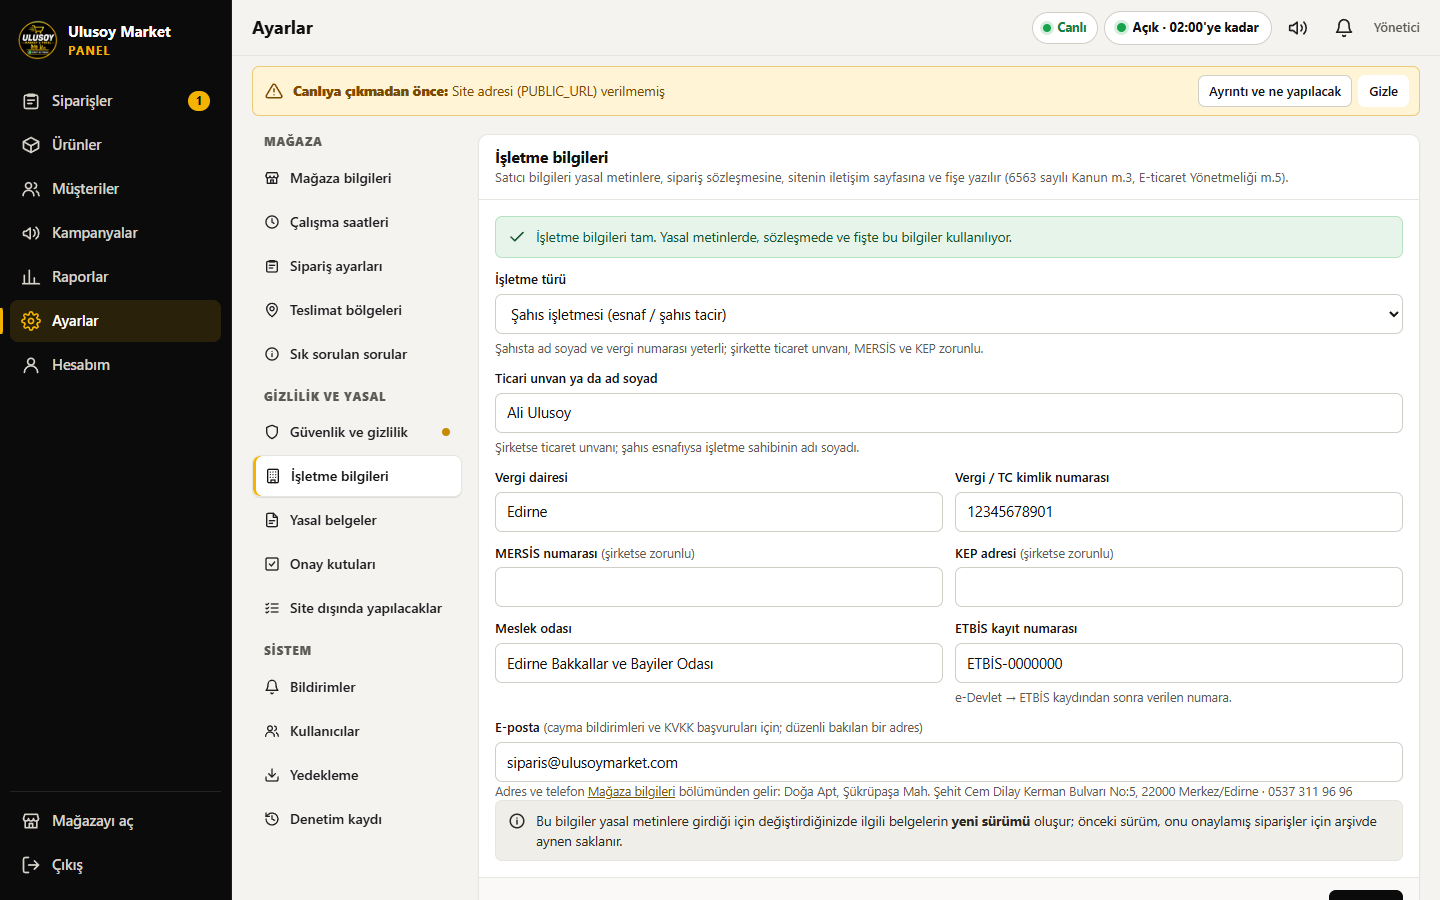 ULUSOY
Ulusoy Market
PANEL
Siparişler
1
Ürünler
Müşteriler
Kampanyalar
Raporlar
Ayarlar
Hesabım
Mağazayı aç
Çıkış
Ayarlar
Canlı
Açık · 02:00'ye kadar
Yönetici
Canlıya çıkmadan önce: Site adresi (PUBLIC_URL) verilmemiş
Ayrıntı ve ne yapılacak
Gizle
MAĞAZA
Mağaza bilgileri
Çalışma saatleri
Sipariş ayarları
Teslimat bölgeleri
Sık sorulan sorular
GİZLİLİK VE YASAL
Güvenlik ve gizlilik
İşletme bilgileri
Yasal belgeler
Onay kutuları
Site dışında yapılacaklar
SİSTEM
Bildirimler
Kullanıcılar
Yedekleme
Denetim kaydı
İşletme bilgileri
Satıcı bilgileri yasal metinlere, sipariş sözleşmesine, sitenin iletişim sayfasına ve fişe yazılır (6563 sayılı Kanun m.3, E-ticaret Yönetmeliği m.5).
İşletme bilgileri tam. Yasal metinlerde, sözleşmede ve fişte bu bilgiler kullanılıyor.
İşletme türü
Şahıs işletmesi (esnaf / şahıs tacir)
Şahısta ad soyad ve vergi numarası yeterli; şirkette ticaret unvanı, MERSİS ve KEP zorunlu.
Ticari unvan ya da ad soyad
Ali Ulusoy
Şirketse ticaret unvanı; şahıs esnafıysa işletme sahibinin adı soyadı.
Vergi dairesi
Edirne
Vergi / TC kimlik numarası
12345678901
MERSİS numarası (şirketse zorunlu)
KEP adresi (şirketse zorunlu)
Meslek odası
Edirne Bakkallar ve Bayiler Odası
ETBİS kayıt numarası
ETBİS-0000000
e-Devlet → ETBİS kaydından sonra verilen numara.
E-posta (cayma bildirimleri ve KVKK başvuruları için; düzenli bakılan bir adres)
siparis@ulusoymarket.com
Adres ve telefon Mağaza bilgileri bölümünden gelir: Doğa Apt, Şükrüpaşa Mah. Şehit Cem Dilay Kerman Bulvarı No:5, 22000 Merkez/Edirne · 0537 311 96 96
Bu bilgiler yasal metinlere girdiği için değiştirdiğinizde ilgili belgelerin yeni sürümü oluşur; önceki sürüm, onu onaylamış siparişler için arşivde
aynen saklanır.